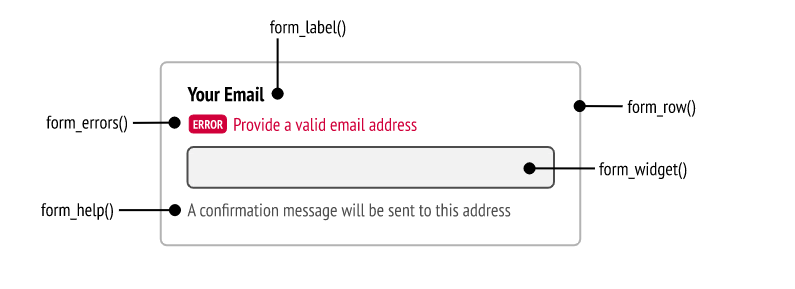 form_label()
Your Email
form_row()
form_errors()
ERROR Provide a valid email address
form_widget()
form_help()
A confirmation message will be sent to this address